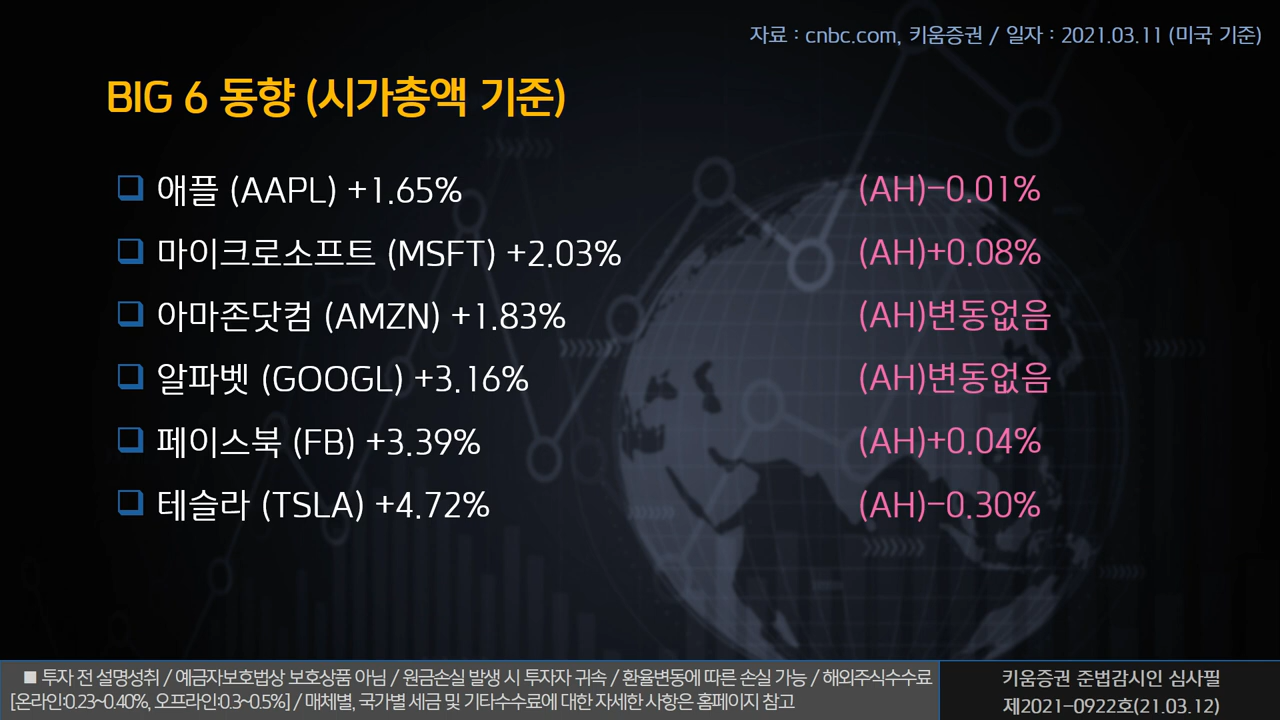 자료 : cnbc.com, 키움증권 / 일자 : 2021.03.11 (미국 기준)
BIG 6 동향 (시가총액 기준)
애플 (AAPL) +1.65% (AH)-0.01%
마이크로소프트 (MSFT) +2.03% (AH)+0.08%
아마존닷컴 (AMZN) +1.83% (AH)변동없음
알파벳 (GOOGL) +3.16% (AH)변동없음
페이스북 (FB) +3.39% (AH)+0.04%
테슬라 (TSLA) +4.72% (AH)-0.30%
■ 투자 전 설명성취 / 예금자보호법상 보호상품 아님 / 원금손실 발생 시 투자자 귀속 / 환율변동에 따른 손실 가능 / 해외주식수수료
[온라인:0.23~0.40%, 오프라인:0.3~0.5%] / 매체별, 국가별 세금 및 기타수수료에 대한 자세한 사항은 홈페이지 참고
키움증권 준법감시인 심사필
제2021-0922호(21.03.12)